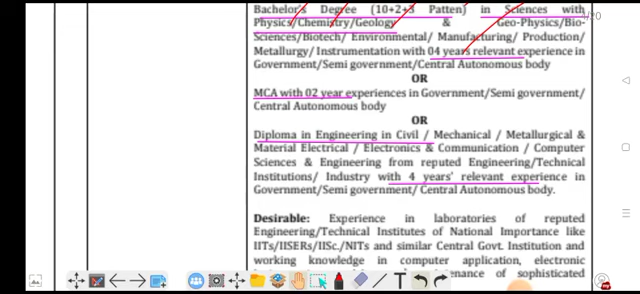 Bachelor's Degree (10+2+3 Patten) in Sciences with
Physics/Chemistry/Geology & Geo-Physics/Bio-
Sciences/Biotech/ Environmental/ Manufacturing/ Production/
Metallurgy/ Instrumentation with 04 years relevant experience in
Government/Semi government/Central Autonomous body
OR
MCA with 02 year experiences in Government/Semi government/
Central Autonomous body
OR
Diploma in Engineering in Civil / Mechanical / Metallurgical &
Material Electrical / Electronics & Communication / Computer
Sciences & Engineering from reputed Engineering/Technical
Institutions/ Industry with 4 years' relevant experience in
Government/Semi government/ Central Autonomous body.
Desirable: Experience in laboratories of reputed
Engineering/Technical Institutes of National Importance like
IITs/IISERs/IISc./NITs and similar Central Govt. Institution and
working knowledge in computer application, electronic
of sophisticated
/20